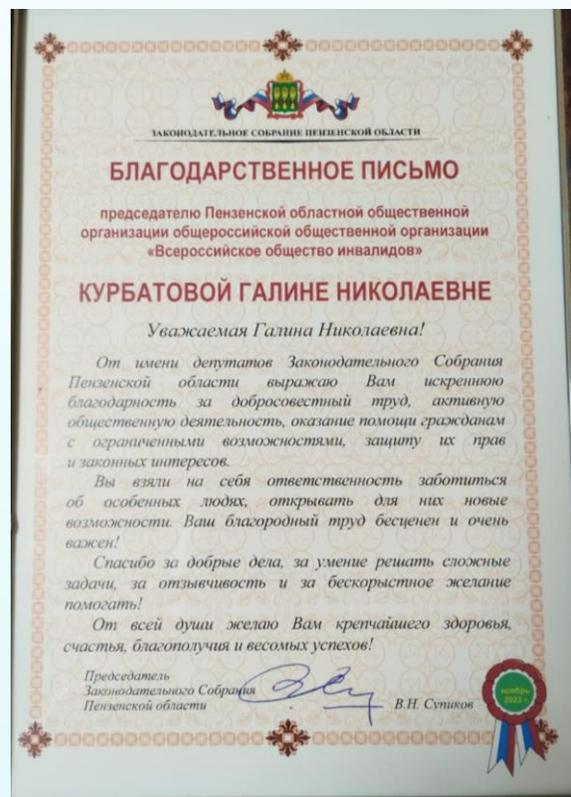 ЗАКОНОДАТЕЛЬНОЕ СОБРАНИЕ ПЕНЗЕНСКОЙ ОБЛАСТИ
БЛАГОДАРСТВЕННОЕ ПИСЬМО
председателю Пензенской областной общественной
организации общероссийской общественной организации
«Всероссийское общество инвалидов»
КУРБАТОВОЙ ГАЛИНЕ НИКОЛАЕВНЕ
Уважаемая Галина Николаевна!
От имени депутатов Законодательного Собрания
Пензенской области выражаю Вам искреннюю
благодарность за добросовестный труд, активную
общественную деятельность, оказание помощи гражданам
с ограниченными возможностями, защиту их прав
и законных интересов.
Вы взяли на себя ответственность заботиться
об особенных людях, открывать для них новые
возможности. Ваш благородный труд бесценен и очень
важен!
Спасибо за добрые дела, за умение решать сложные
задачи, за отзывчивость и за бескорыстное желание
помогать!
От всей души желаю Вам крепчайшего здоровья,
счастья, благополучия и весомых успехов!
Председатель
Законодательного Собрания
Пензенской области
В.Н. Супиков
ноябрь
2023 г.